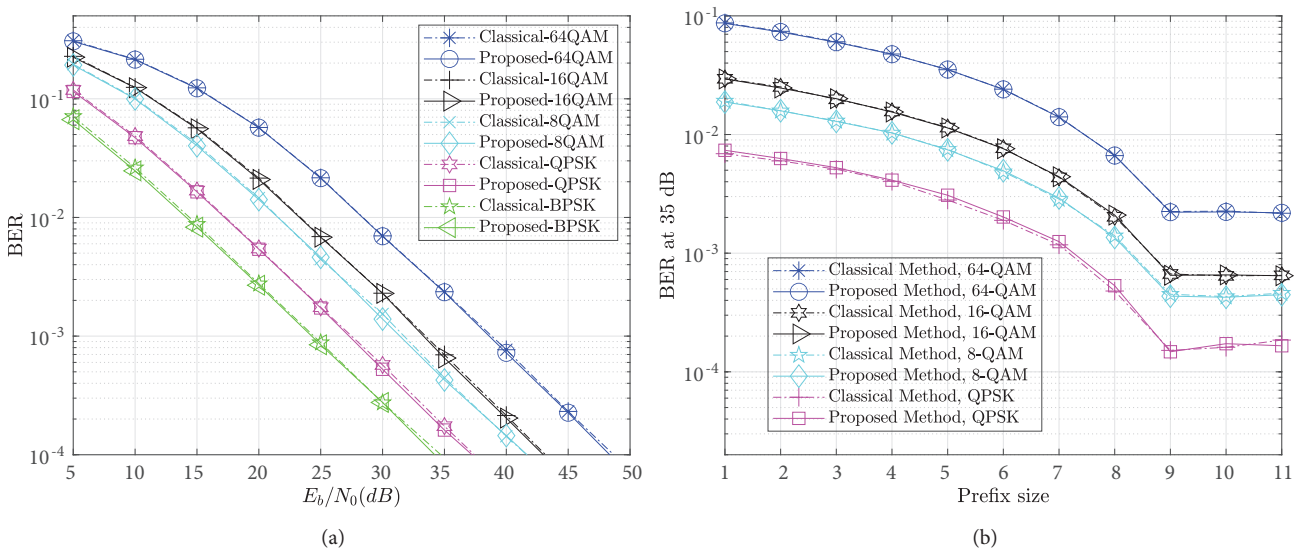 10^-1
10^-2
10^-3
10^-4
BER
5
10
15
20
25
30
35
40
45
50
E_b/N_0(dB)
Classical-64QAM
Proposed-64QAM
Classical-16QAM
Proposed-16QAM
Classical-8QAM
Proposed-8QAM
Classical-QPSK
Proposed-QPSK
Classical-BPSK
Proposed-BPSK
(a)
10^-1
10^-2
10^-3
10^-4
BER at 35 dB
1
2
3
4
5
6
7
8
9
10
11
Prefix size
Classical Method, 64-QAM
Proposed Method, 64-QAM
Classical Method, 16-QAM
Proposed Method, 16-QAM
Classical Method, 8-QAM
Proposed Method, 8-QAM
Classical Method, QPSK
Proposed Method, QPSK
(b)